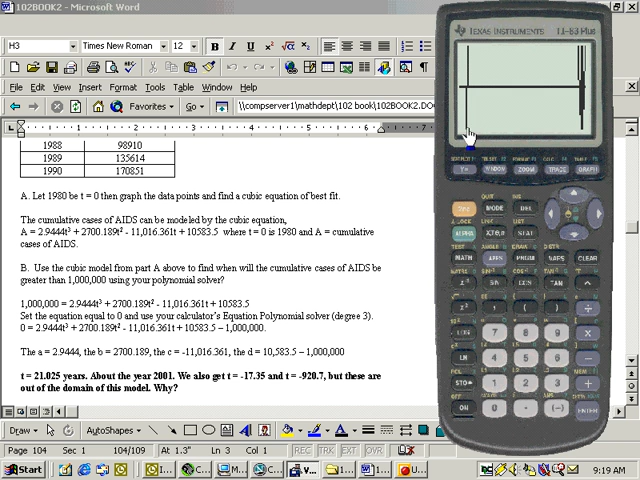 102BOOK2 - Microsoft Word
H3 Times New Roman 12 B I U
Favorites Go \\compserver1\mathdept\102 book\102BOOK2.DO
File Edit View Insert Format Tools Table Window Help
1 2 3 4 5 6 7
1988 98910
1989 135614
1990 170851
A. Let 1980 be t = 0 then graph the data points and find a cubic equation of best fit.
The cumulative cases of AIDS can be modeled by the cubic equation,
A = 2.9444t³ + 2700.189t² - 11,016.361t + 10583.5 where t = 0 is 1980 and A = cumulative
cases of AIDS.
B. Use the cubic model from part A above to find when will the cumulative cases of AIDS be
greater than 1,000,000 using your polynomial solver?
1,000,000 = 2.9444t³ + 2700.189t² - 11,016.361t + 10583.5
Set the equation equal to 0 and use your calculator's Equation Polynomial solver (degree 3).
0 = 2.9444t³ + 2700.189t² - 11,016.361t + 10583.5 – 1,000,000.
The a = 2.9444, the b = 2700.189, the c = -11,016.361, the d = 10,583.5 – 1,000,000
t = 21.025 years. About the year 2001. We also get t = -17.35 and t = -920.7, but these are
out of the domain of this model. Why?
Draw AutoShapes
Page 104 Sec 1 104/109 At 1.3" Ln 3 Col 1 REC TRK EXT OVR
Start 9:19 AM
TEXAS INSTRUMENTS TI-83 Plus
Y= WINDOW ZOOM TRACE GRAPH
MODE DEL
ALPHA X,T,θ,n STAT
MATH APPS PRGM VARS CLEAR
SIN COS TAN
LOG 7 8 9
LN 4 5 6
STO 1 2 3
ON 0 . (-) ENTER